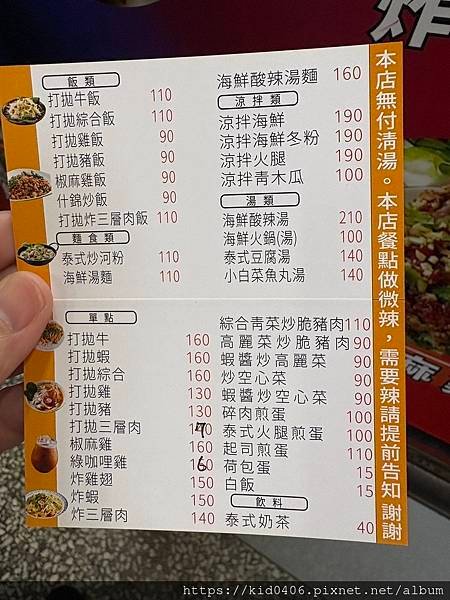 炸
飯類
打拋牛飯 110
打拋綜合飯 110
打拋雞飯 90
打拋豬飯 90
椒麻雞飯 90
什錦炒飯 90
打拋炸三層肉飯 110
麵食類
泰式炒河粉 110
海鮮湯麵 110
海鮮酸辣湯麵 160
涼拌類
涼拌海鮮 190
涼拌海鮮冬粉 190
涼拌火腿 190
涼拌青木瓜 100
湯類
海鮮酸辣湯 210
海鮮火鍋(湯) 100
泰式豆腐湯 140
小白菜魚丸湯 140
單點
打拋牛 160
打拋蝦 160
打拋綜合 160
打拋雞 130
打拋豬 130
打拋三層肉 170
椒麻雞 160
綠咖哩雞 160
炸雞翅 150
炸蝦 150
炸三層肉 140
綜合青菜炒脆豬肉 110
高麗菜炒脆豬肉 90
蝦醬炒高麗菜 90
炒空心菜 90
蝦醬炒空心菜 90
碎肉煎蛋 100
泰式火腿煎蛋 100
起司煎蛋 110
荷包蛋 15
白飯 15
飲料
泰式奶茶 40
本店無付清湯。本店餐點做微辣，需要辣請提前告知 謝謝
https://kid0406.pixnet.net/album